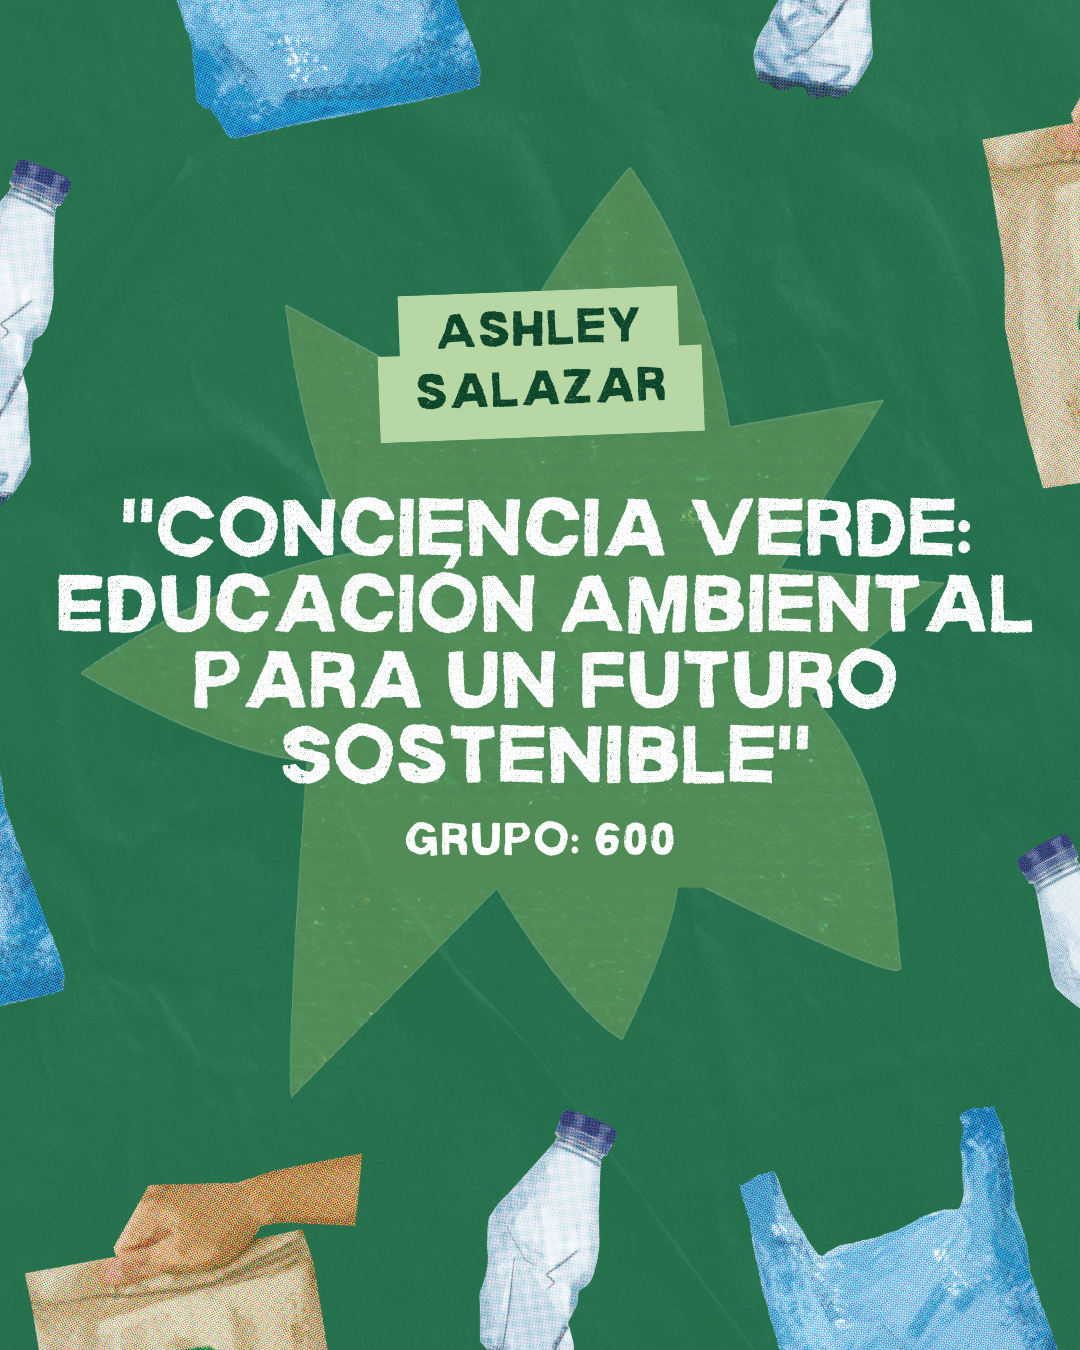 ASHLEY
SALAZAR
"CONCIENCIA VERDE:
EDUCACIÓN AMBIENTAL
PARA UN FUTURO
SOSTENIBLE"
GRUPO: 600